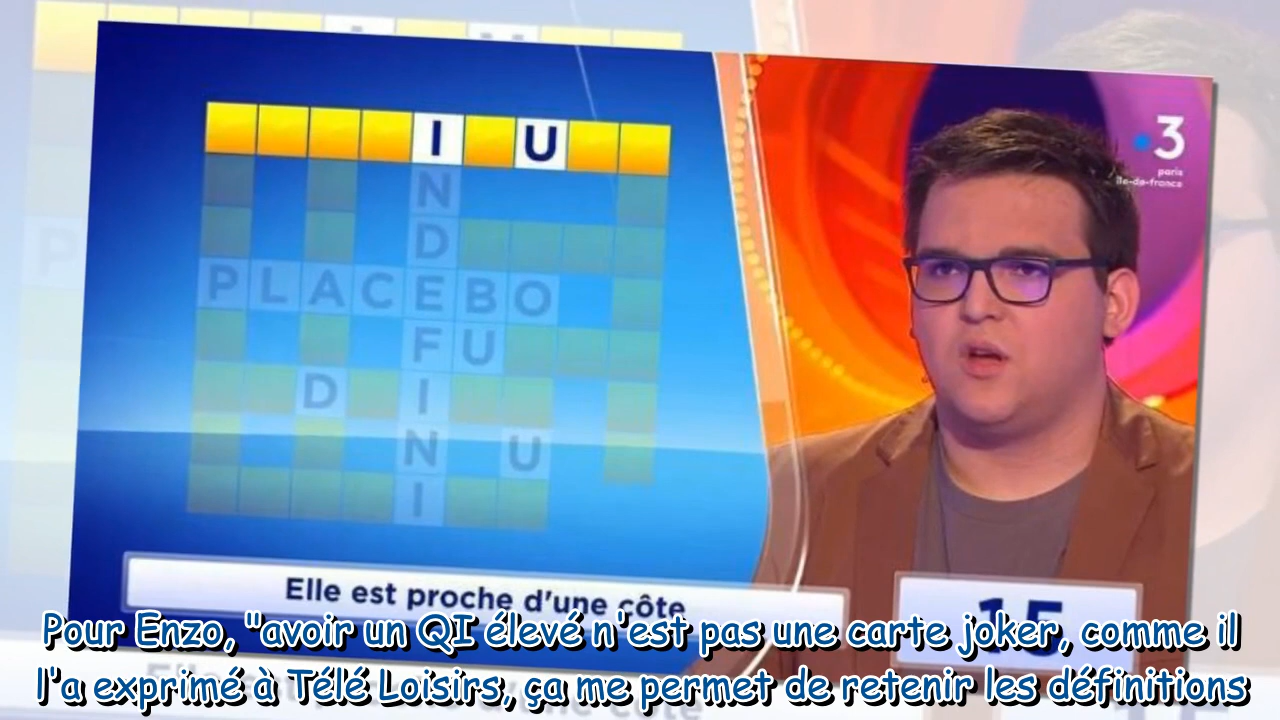 I U
N
D
PLACEBO
F U
D I
N U
I
3
paris
île-de-france
Elle est proche d'une côte
15
Pour Enzo, "avoir un QI élevé n'est pas une carte joker, comme il
l'a exprimé à Télé Loisirs, ça me permet de retenir les définitions